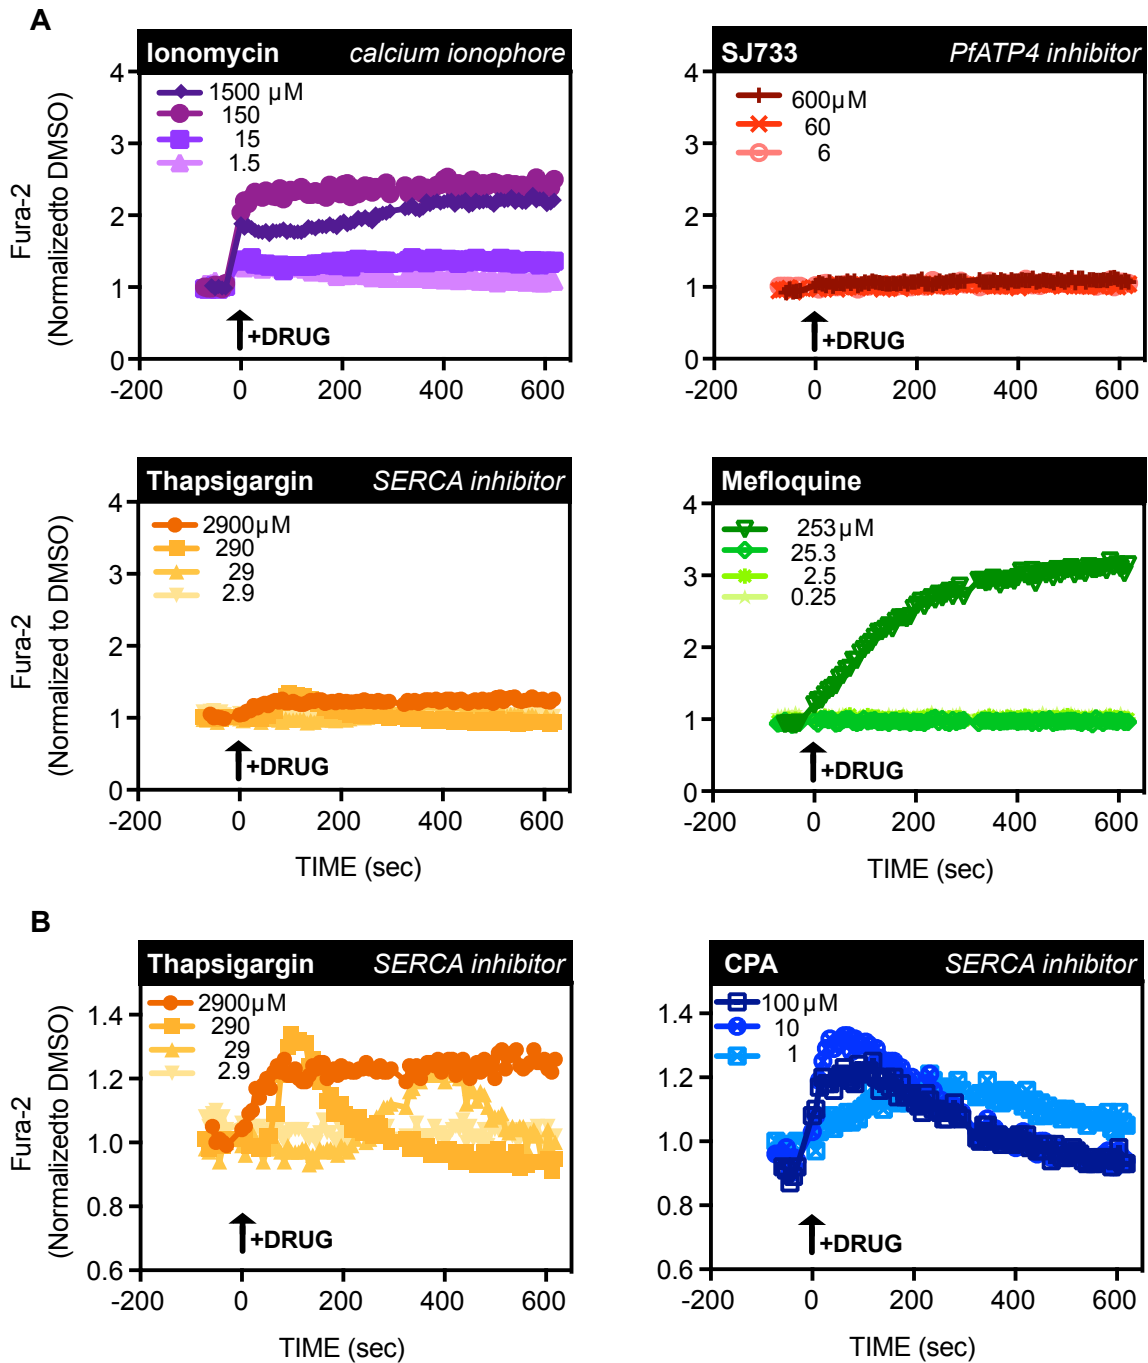 A
Ionomycin calcium ionophore
4
3
2
1
0
1500 µM
150
15
1.5
+DRUG
-200 0 200 400 600
Fura-2
(Normalizedto DMSO)
SJ733 PfATP4 inhibitor
4
3
2
1
0
600µM
60
6
+DRUG
-200 0 200 400 600
Thapsigargin SERCA inhibitor
4
3
2
1
0
2900µM
290
29
2.9
+DRUG
-200 0 200 400 600
TIME (sec)
Fura-2
(Normalized to DMSO)
Mefloquine
4
3
2
1
0
253 µM
25.3
2.5
0.25
+DRUG
-200 0 200 400 600
TIME (sec)
B
Thapsigargin SERCA inhibitor
1.4
1.2
1.0
0.8
0.6
2900µM
290
29
2.9
+DRUG
-200 0 200 400 600
TIME (sec)
Fura-2
(Normalizedto DMSO)
CPA SERCA inhibitor
1.4
1.2
1.0
0.8
0.6
100µM
10
1
+DRUG
-200 0 200 400 600
TIME (sec)